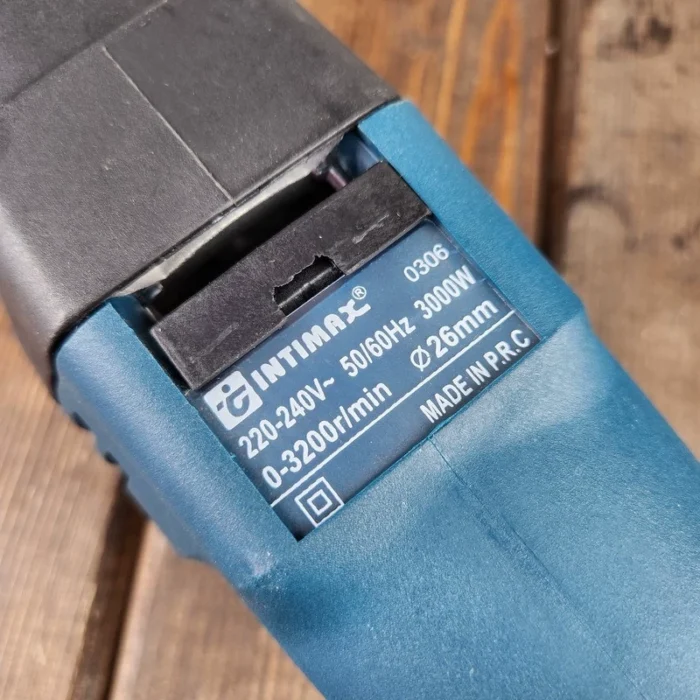 0306
INTIMAX®
220-240V~ 50/60Hz 3000W
0-3200r/min Ø26mm
MADE IN P.R.C